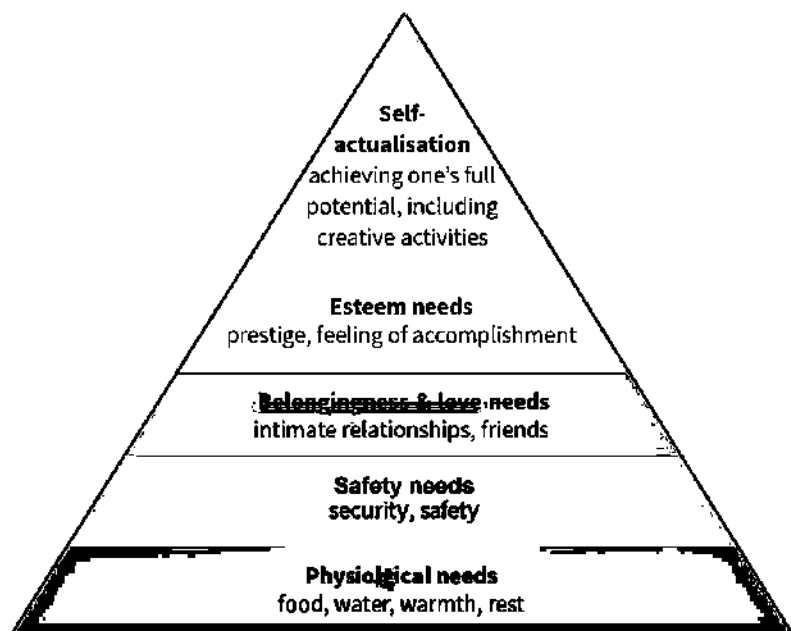 Self-
actualisation
achieving one's full
potential, including
creative activities
Esteem needs
prestige, feeling of accomplishment
Belongingness & love needs
intimate relationships, friends
Safety needs
security, safety
needs
food, water, warmth, rest